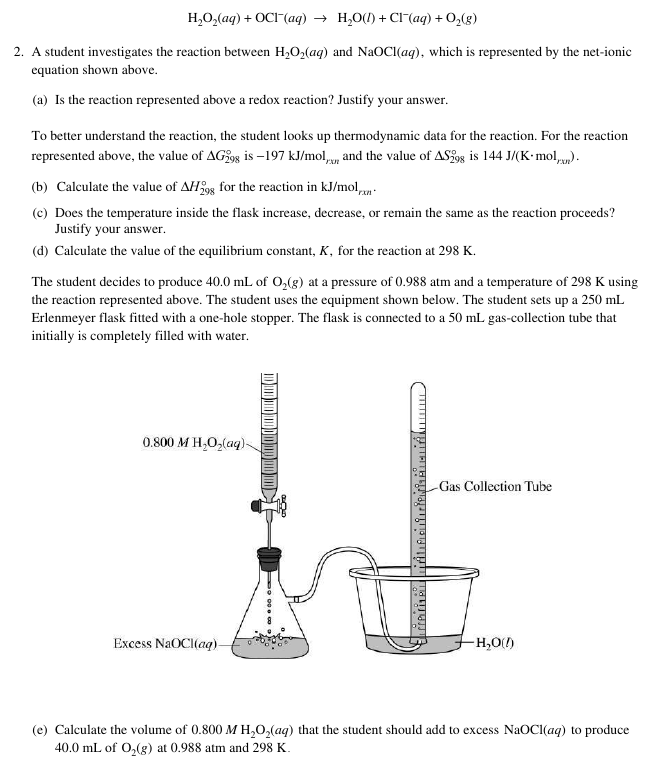 H₂O₂(aq) + OCl⁻(aq) → H₂O(l) + Cl⁻(aq) + O₂(g)
2. A student investigates the reaction between H₂O₂(aq) and NaOCl(aq), which is represented by the net-ionic
equation shown above.
(a) Is the reaction represented above a redox reaction? Justify your answer.
To better understand the reaction, the student looks up thermodynamic data for the reaction. For the reaction
represented above, the value of ΔG°₂₉₈ is −197 kJ/mol_rxn and the value of ΔS°₂₉₈ is 144 J/(K·mol_rxn).
(b) Calculate the value of ΔH°₂₉₈ for the reaction in kJ/mol_rxn.
(c) Does the temperature inside the flask increase, decrease, or remain the same as the reaction proceeds?
Justify your answer.
(d) Calculate the value of the equilibrium constant, K, for the reaction at 298 K.
The student decides to produce 40.0 mL of O₂(g) at a pressure of 0.988 atm and a temperature of 298 K using
the reaction represented above. The student uses the equipment shown below. The student sets up a 250 mL
Erlenmeyer flask fitted with a one-hole stopper. The flask is connected to a 50 mL gas-collection tube that
initially is completely filled with water.
0.800 M H₂O₂(aq)
Gas Collection Tube
Excess NaOCl(aq)
H₂O(l)
(e) Calculate the volume of 0.800 M H₂O₂(aq) that the student should add to excess NaOCl(aq) to produce
40.0 mL of O₂(g) at 0.988 atm and 298 K.